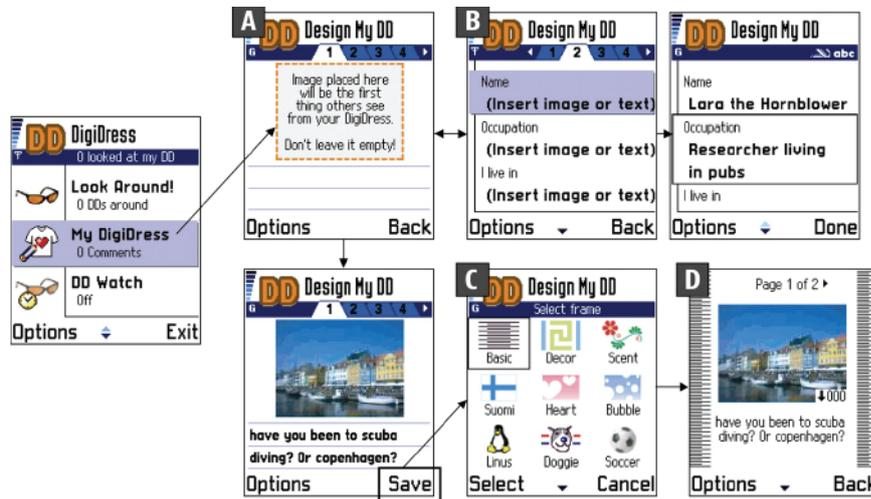 DD DigiDress
0 looked at my DD
Look Around!
0 DDs around
My DigiDress
0 Comments
DD Watch
Off
Options Exit
A
DD Design My DD
G 1 2 3 4
Image placed here
will be the first
thing others see
from your DigiDress.
Don't leave it empty!
Options Back
B
DD Design My DD
1 2 3 4
Name
(Insert image or text)
Occupation
(Insert image or text)
I live in
(Insert image or text)
Options Back
DD Design My DD
G abc
Name
Lara the Hornblower
Occupation
Researcher living
in pubs
I live in
Options Done
DD Design My DD
G 1 2 3 4
have you been to scuba
diving? Or copenhagen?
Options Save
C
DD Design My DD
G Select frame
Basic Decor Scent
Suomi Heart Bubble
Linus Doggie Soccer
Select Cancel
D
Page 1 of 2
000
have you been to scuba
diving? Or copenhagen?
Options Back